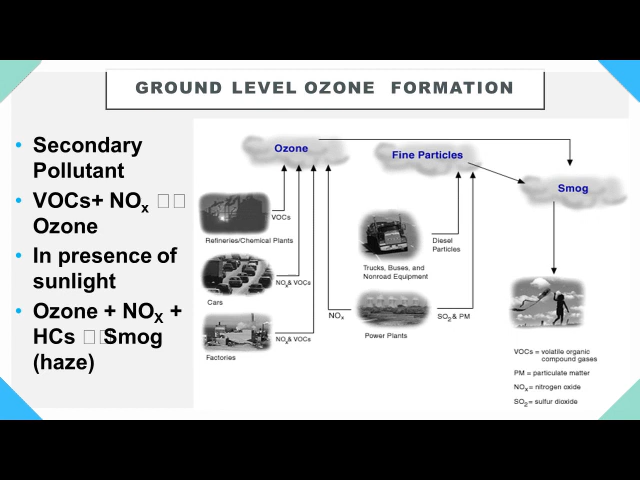 GROUND LEVEL OZONE FORMATION
• Secondary
Pollutant
• VOCs+ NOx □□
Ozone
• In presence of
sunlight
• Ozone + NOX +
HCs □□Smog
(haze)
Ozone
Fine Particles
Smog
VOCs
Refineries/Chemical Plants
NOx& VOCs
Cars
NOx& VOCs
Factories
Diesel
Particles
Trucks, Buses, and
Nonroad Equipment
NOx
SO2& PM
Power Plants
VOCs = volatile organic
compound gases
PM = particulate matter
NOx= nitrogen oxide
SO2= sulfur dioxide